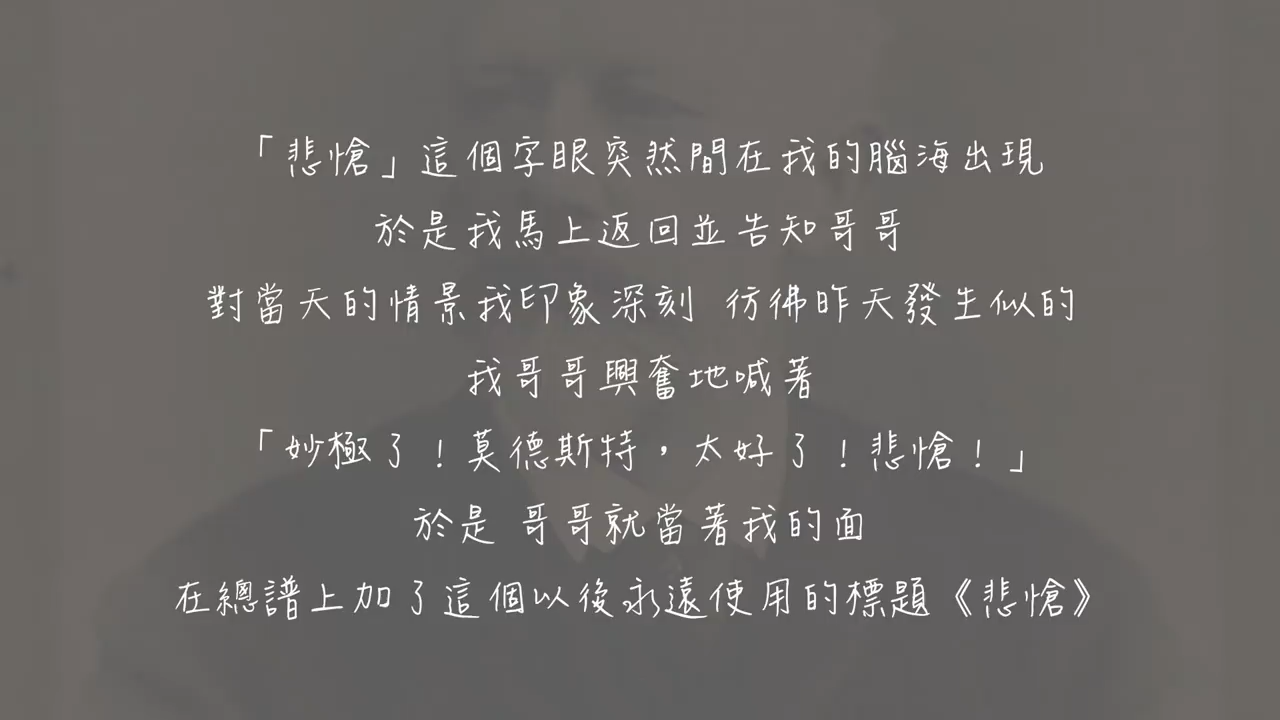 「悲愴」這個字眼突然間在我的腦海出現
於是我馬上返回並告知哥哥
對當天的情景我印象深刻 彷彿昨天發生似的
我哥哥興奮地喊著
「妙極了！莫德斯特，太好了！悲愴！」
於是 哥哥就當著我的面
在總譜上加了這個以後永遠使用的標題《悲愴》